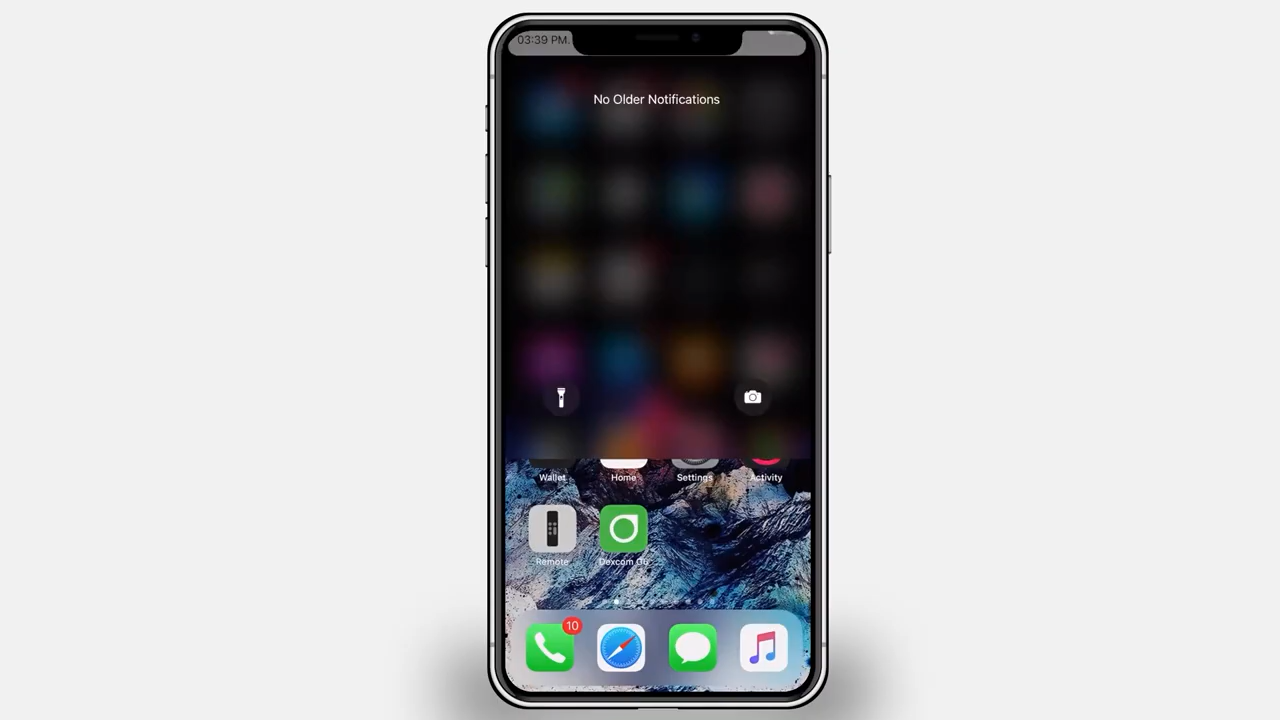 03:39 PM.
No Older Notifications
Wallet
Home
Settings
Activity
Remote
Dexcom G6
10